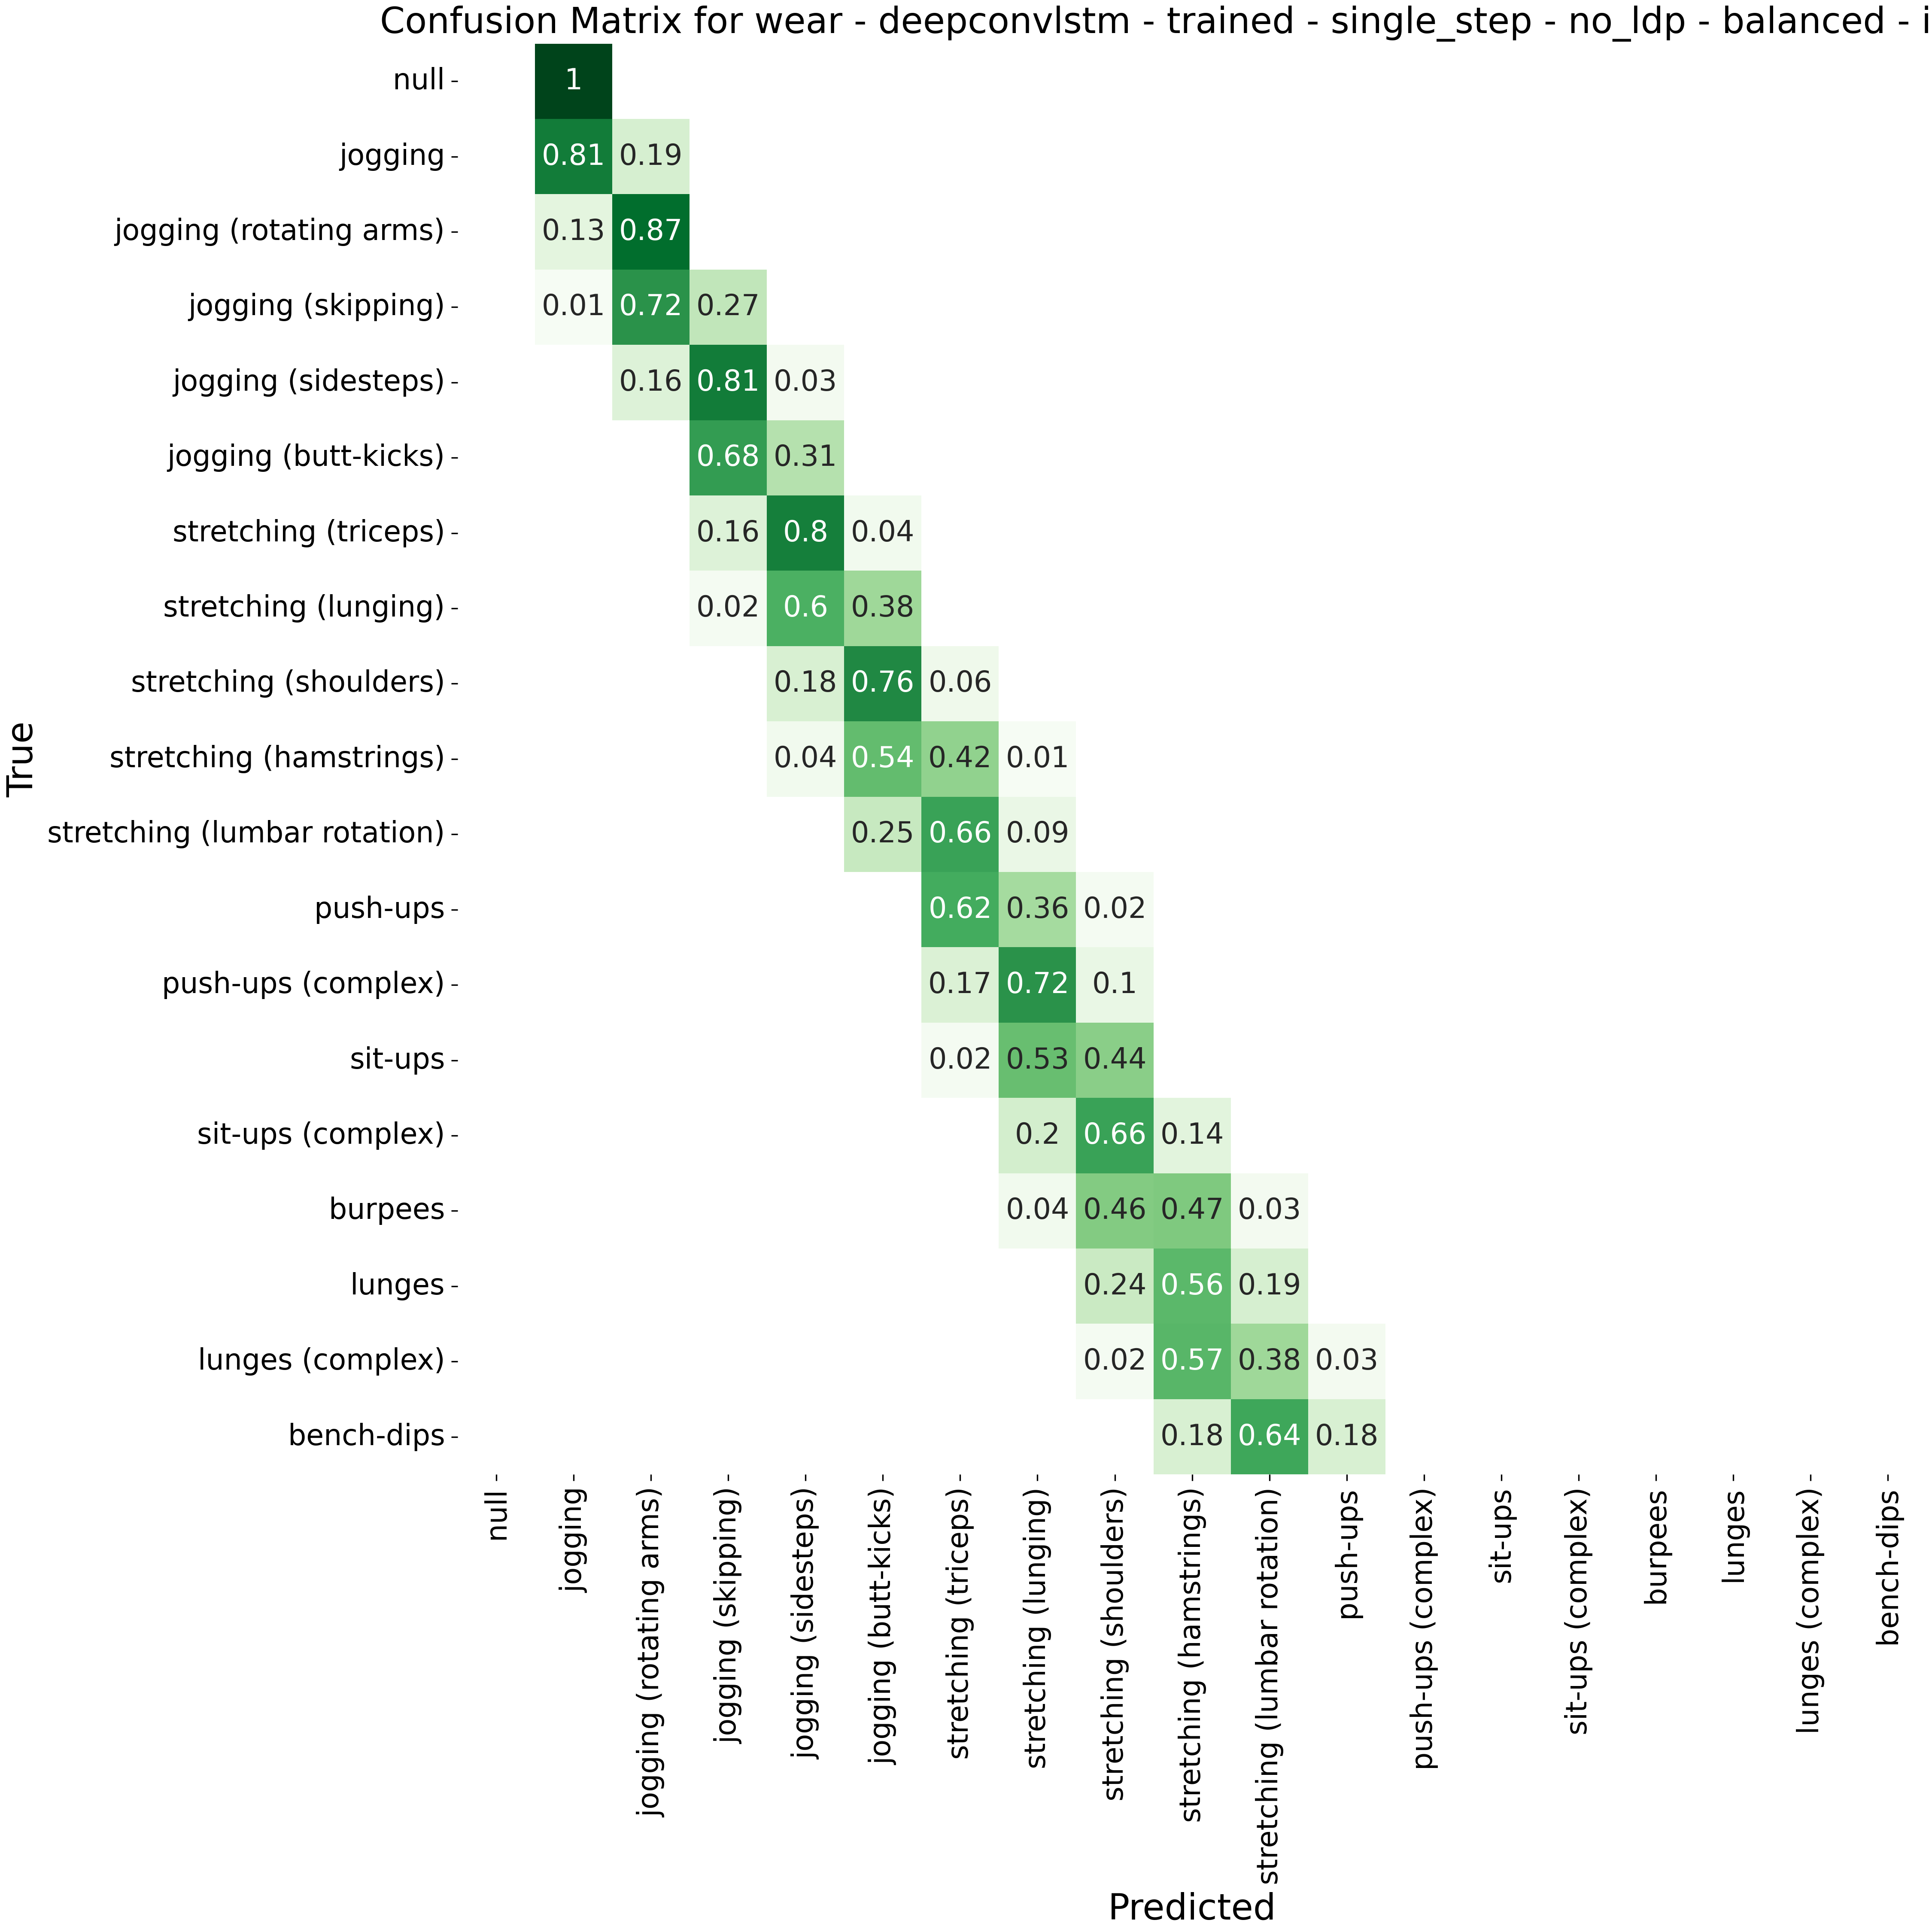 Confusion Matrix for wear - deepconvlstm - trained - single_step - no_ldp - balanced - i
null 1
jogging 0.81 0.19
jogging (rotating arms) 0.13 0.87
jogging (skipping) 0.01 0.72 0.27
jogging (sidesteps) 0.16 0.81 0.03
jogging (butt-kicks) 0.68 0.31
stretching (triceps) 0.16 0.8 0.04
stretching (lunging) 0.02 0.6 0.38
stretching (shoulders) 0.18 0.76 0.06
True
stretching (hamstrings) 0.04 0.54 0.42 0.01
stretching (lumbar rotation) 0.25 0.66 0.09
push-ups 0.62 0.36 0.02
push-ups (complex) 0.17 0.72 0.1
sit-ups 0.02 0.53 0.44
sit-ups (complex) 0.2 0.66 0.14
burpees 0.04 0.46 0.47 0.03
lunges 0.24 0.56 0.19
lunges (complex) 0.02 0.57 0.38 0.03
bench-dips 0.18 0.64 0.18
null
jogging
jogging (rotating arms)
jogging (skipping)
jogging (sidesteps)
jogging (butt-kicks)
stretching (triceps)
stretching (lunging)
stretching (shoulders)
stretching (hamstrings)
stretching (lumbar rotation)
push-ups
push-ups (complex)
sit-ups
sit-ups (complex)
burpees
lunges
lunges (complex)
bench-dips
Predicted